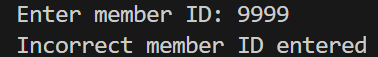 Enter member ID: 9999
Incorrect member ID entered